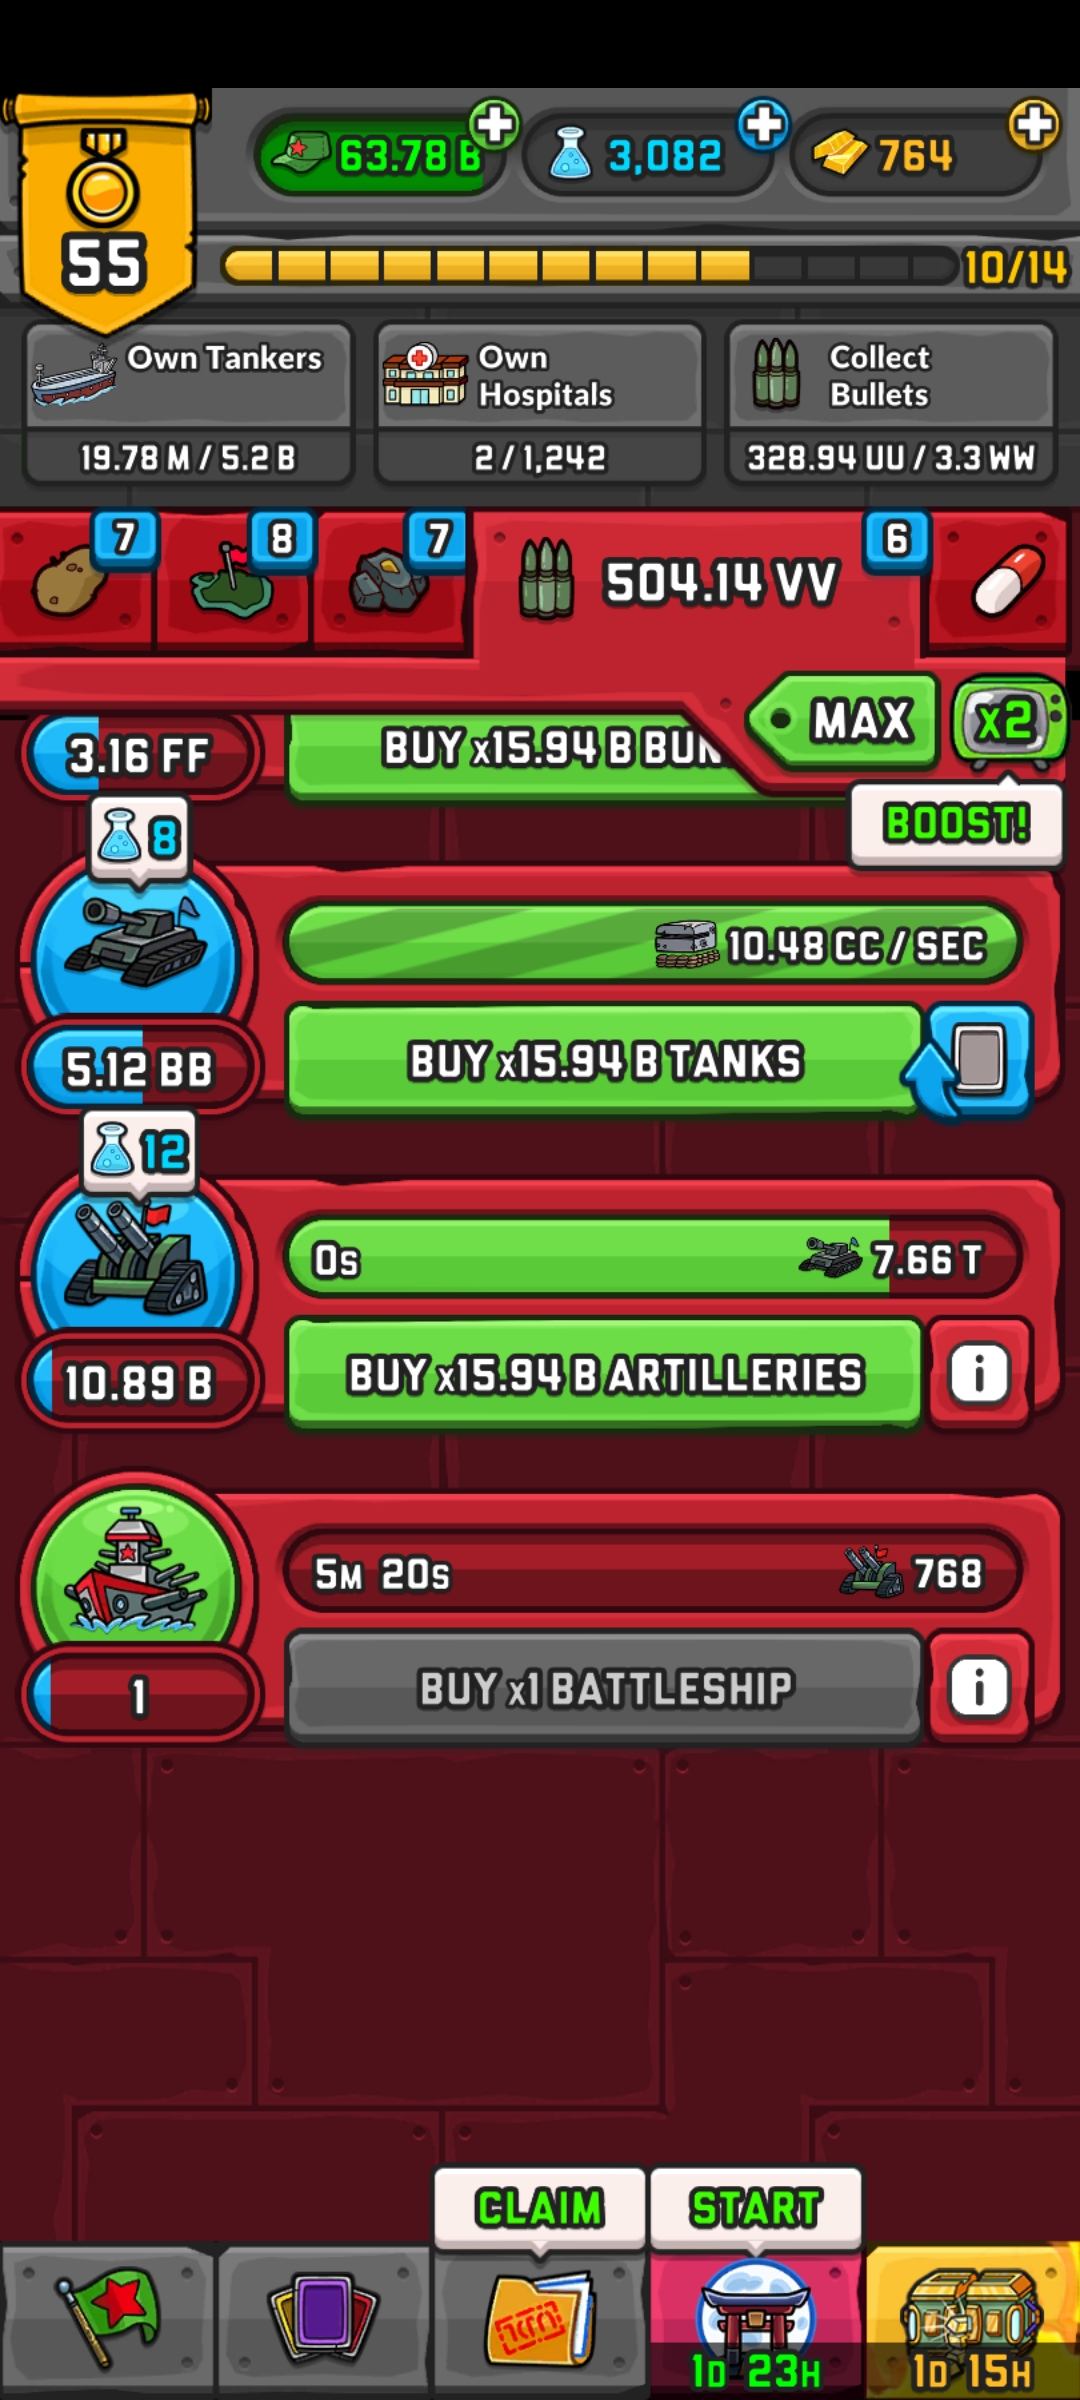 63.78 B
3,082
764
55
10/14
Own Tankers
19.78 M / 5.2 B
Own
Hospitals
2 / 1,242
Collect
Bullets
328.94 UU / 3.3 WW
7
8
7
504.14 VV
6
MAX
x2
BOOST!
3.16 FF
BUY x15.94 B
8
10.48 CC / SEC
5.12 BB
BUY x15.94 B TANKS
12
0s
7.66 T
10.89 B
BUY x15.94 B ARTILLERIES
i
5M 20s
768
1
BUY x1 BATTLESHIP
i
CLAIM
START
1D 23H
1D 15H